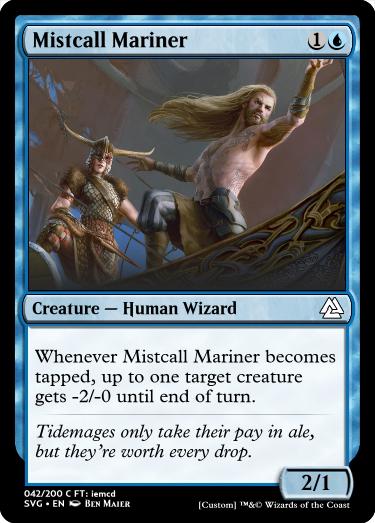 Mistcall Mariner 1
Creature — Human Wizard
Whenever Mistcall Mariner becomes
tapped, up to one target creature
gets -2/-0 until end of turn.
Tidemages only take their pay in ale,
but they're worth every drop.
2/1
042/200 C FT: iemcd
SVG • EN Ben Maier
[Custom] ™&© Wizards of the Coast